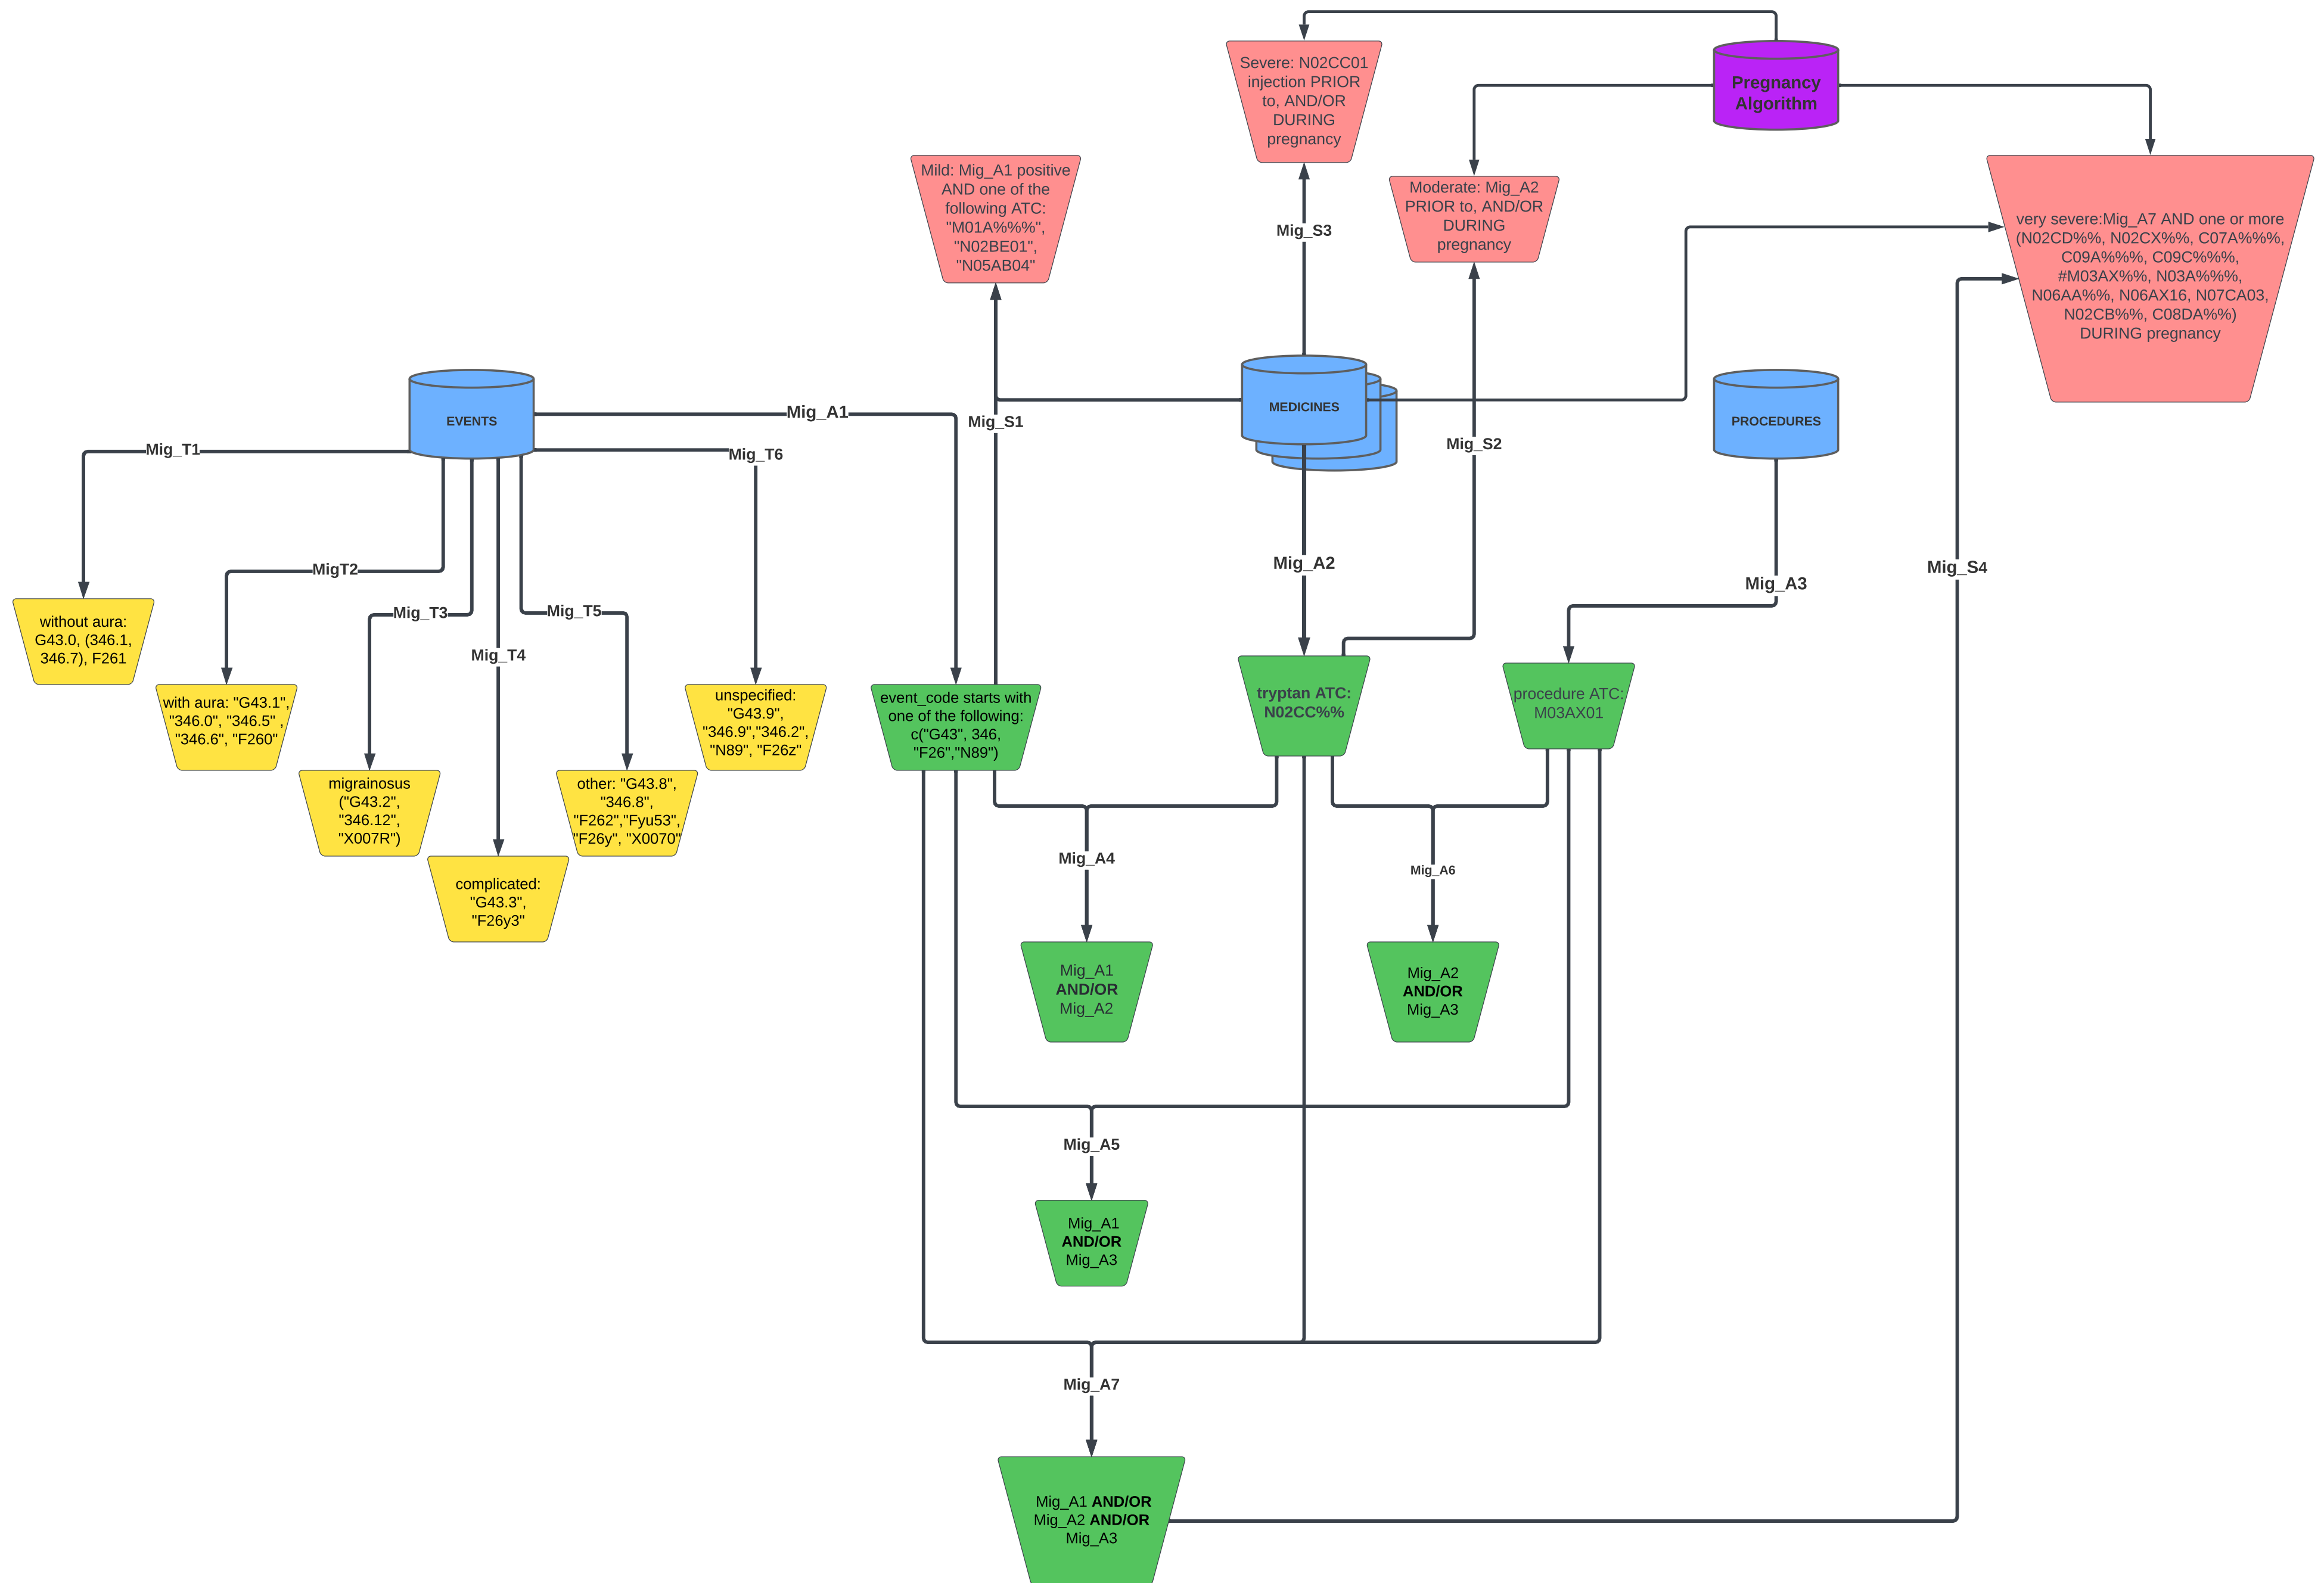 Pregnancy
Algorithm
Severe: N02CC01
injection PRIOR
to, AND/OR
DURING
pregnancy
Mild: Mig_A1 positive
AND one of the
following ATC:
"M01A%%%",
"N02BE01",
"N05AB04"
Moderate: Mig_A2
PRIOR to, AND/OR
DURING
pregnancy
very severe:Mig_A7 AND one or more
(N02CD%%, N02CX%%, C07A%%%,
C09A%%%, C09C%%%,
#M03AX%%, N03A%%%,
N06AA%%, N06AX16, N07CA03,
N02CB%%, C08DA%%)
DURING pregnancy
Mig_S3
EVENTS
MEDICINES
PROCEDURES
Mig_A1
Mig_S1
Mig_S2
Mig_T1
Mig_T6
MigT2
Mig_T3
Mig_T5
Mig_T4
Mig_A2
Mig_A3
Mig_S4
without aura:
G43.0, (346.1,
346.7), F261
with aura: "G43.1",
"346.0", "346.5" ,
"346.6", "F260"
migrainosus
("G43.2",
"346.12",
"X007R")
complicated:
"G43.3",
"F26y3"
other: "G43.8",
"346.8",
"F262","Fyu53",
"F26y", "X0070"
unspecified:
"G43.9",
"346.9","346.2",
"N89", "F26z"
event_code starts with
one of the following:
c("G43", 346,
"F26","N89")
tryptan ATC:
N02CC%%
procedure ATC:
M03AX01
Mig_A4
Mig_A6
Mig_A1
AND/OR
Mig_A2
Mig_A2
AND/OR
Mig_A3
Mig_A5
Mig_A1
AND/OR
Mig_A3
Mig_A7
Mig_A1 AND/OR
Mig_A2 AND/OR
Mig_A3